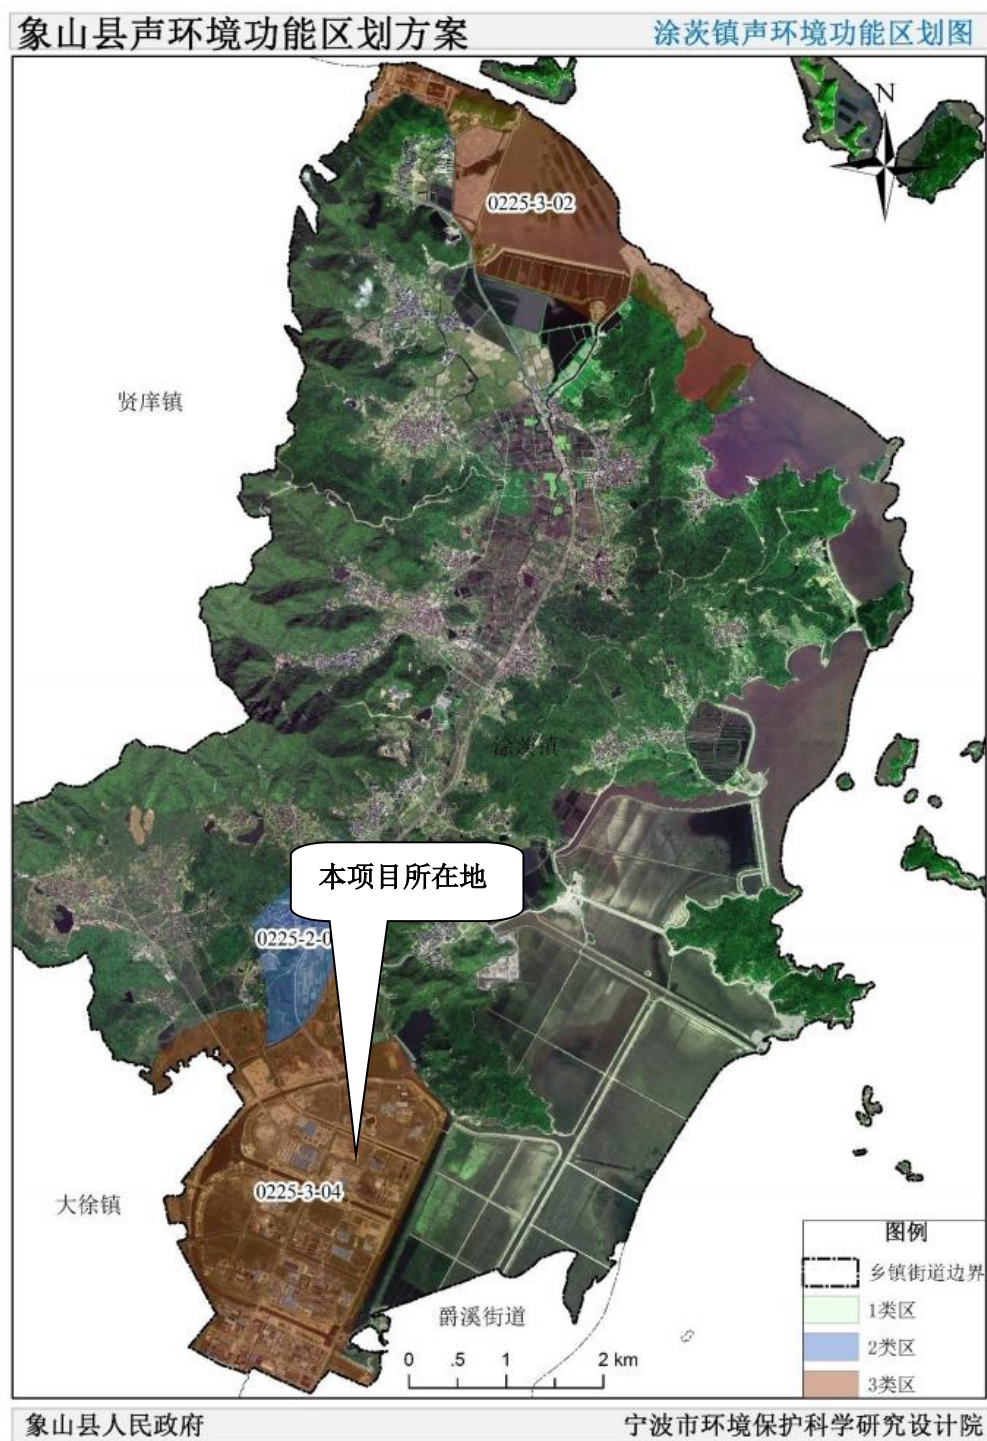 象山县声环境功能区划方案
涂茨镇声环境功能区划图
N
0225-3-02
贤庠镇
涂茨镇
本项目所在地
0225-2-0
0225-3-04
大徐镇
爵溪街道
0 .5 1 2 km
图例
乡镇街道边界
1类区
2类区
3类区
象山县人民政府
宁波市环境保护科学研究设计院